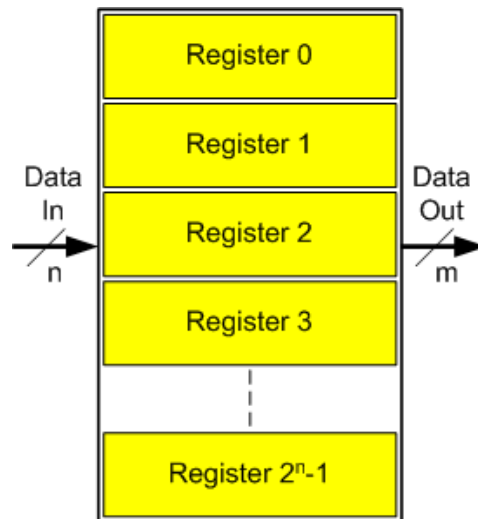 Register 0
Register 1
Data
In
n
Register 2
Data
Out
m
Register 3
Register 2ⁿ-1